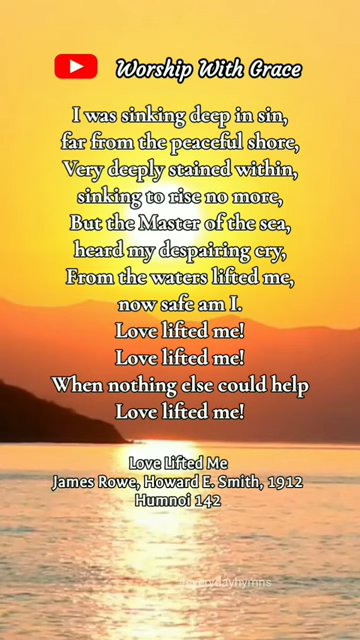 Worship With Grace
I was sinking deep in sin,
far from the peaceful shore,
Very deeply stained within,
sinking to rise no more,
But the Master of the sea,
heard my despairing cry,
From the waters lifted me,
now safe am I.
Love lifted me!
Love lifted me!
When nothing else could help
Love lifted me!
Love Lifted Me
James Rowe, Howard E. Smith, 1912
Humnoi 142